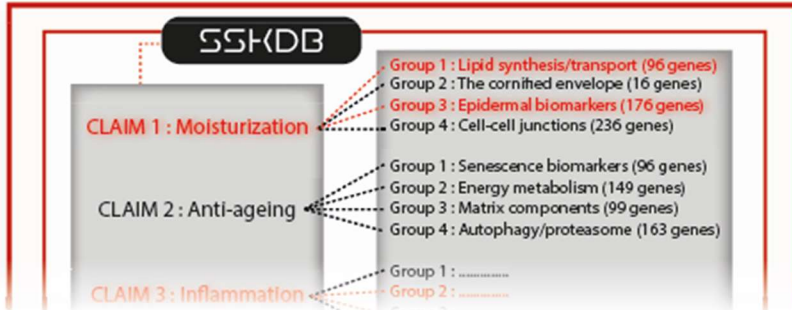 SSKDB
CLAIM 1 : Moisturization
Group 1 : Lipid synthesis/transport (96 genes)
Group 2 : The cornified envelope (16 genes)
Group 3 : Epidermal biomarkers (176 genes)
Group 4 : Cell-cell junctions (236 genes)
CLAIM 2 : Anti-ageing
Group 1 : Senescence biomarkers (96 genes)
Group 2 : Energy metabolism (149 genes)
Group 3 : Matrix components (99 genes)
Group 4 : Autophagy/proteasome (163 genes)
CLAIM 3 : Inflammation
Group 1 : ..............
Group 2 : ..............